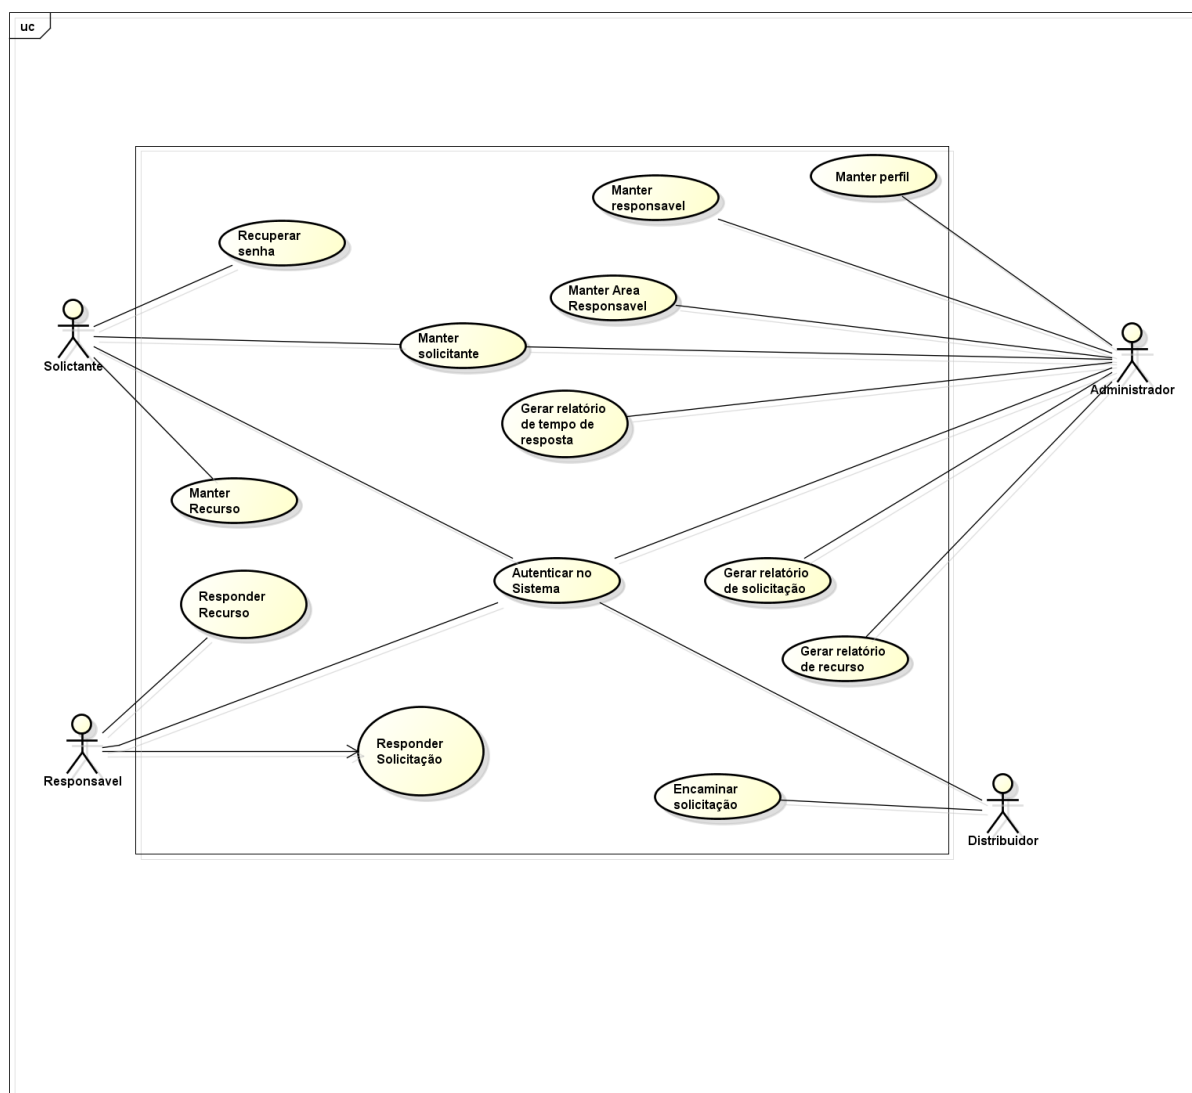 uc
Manter perfil
Manter
responsavel
Recuperar
senha
Manter Area
Responsavel
Manter
solicitante
Solictante
Administrador
Gerar relatório
de tempo de
resposta
Manter
Recurso
Autenticar no
Sistema
Gerar relatório
de solicitação
Responder
Recurso
Gerar relatório
de recurso
Responder
Solicitação
Responsavel
Encaminar
solicitação
Distribuidor